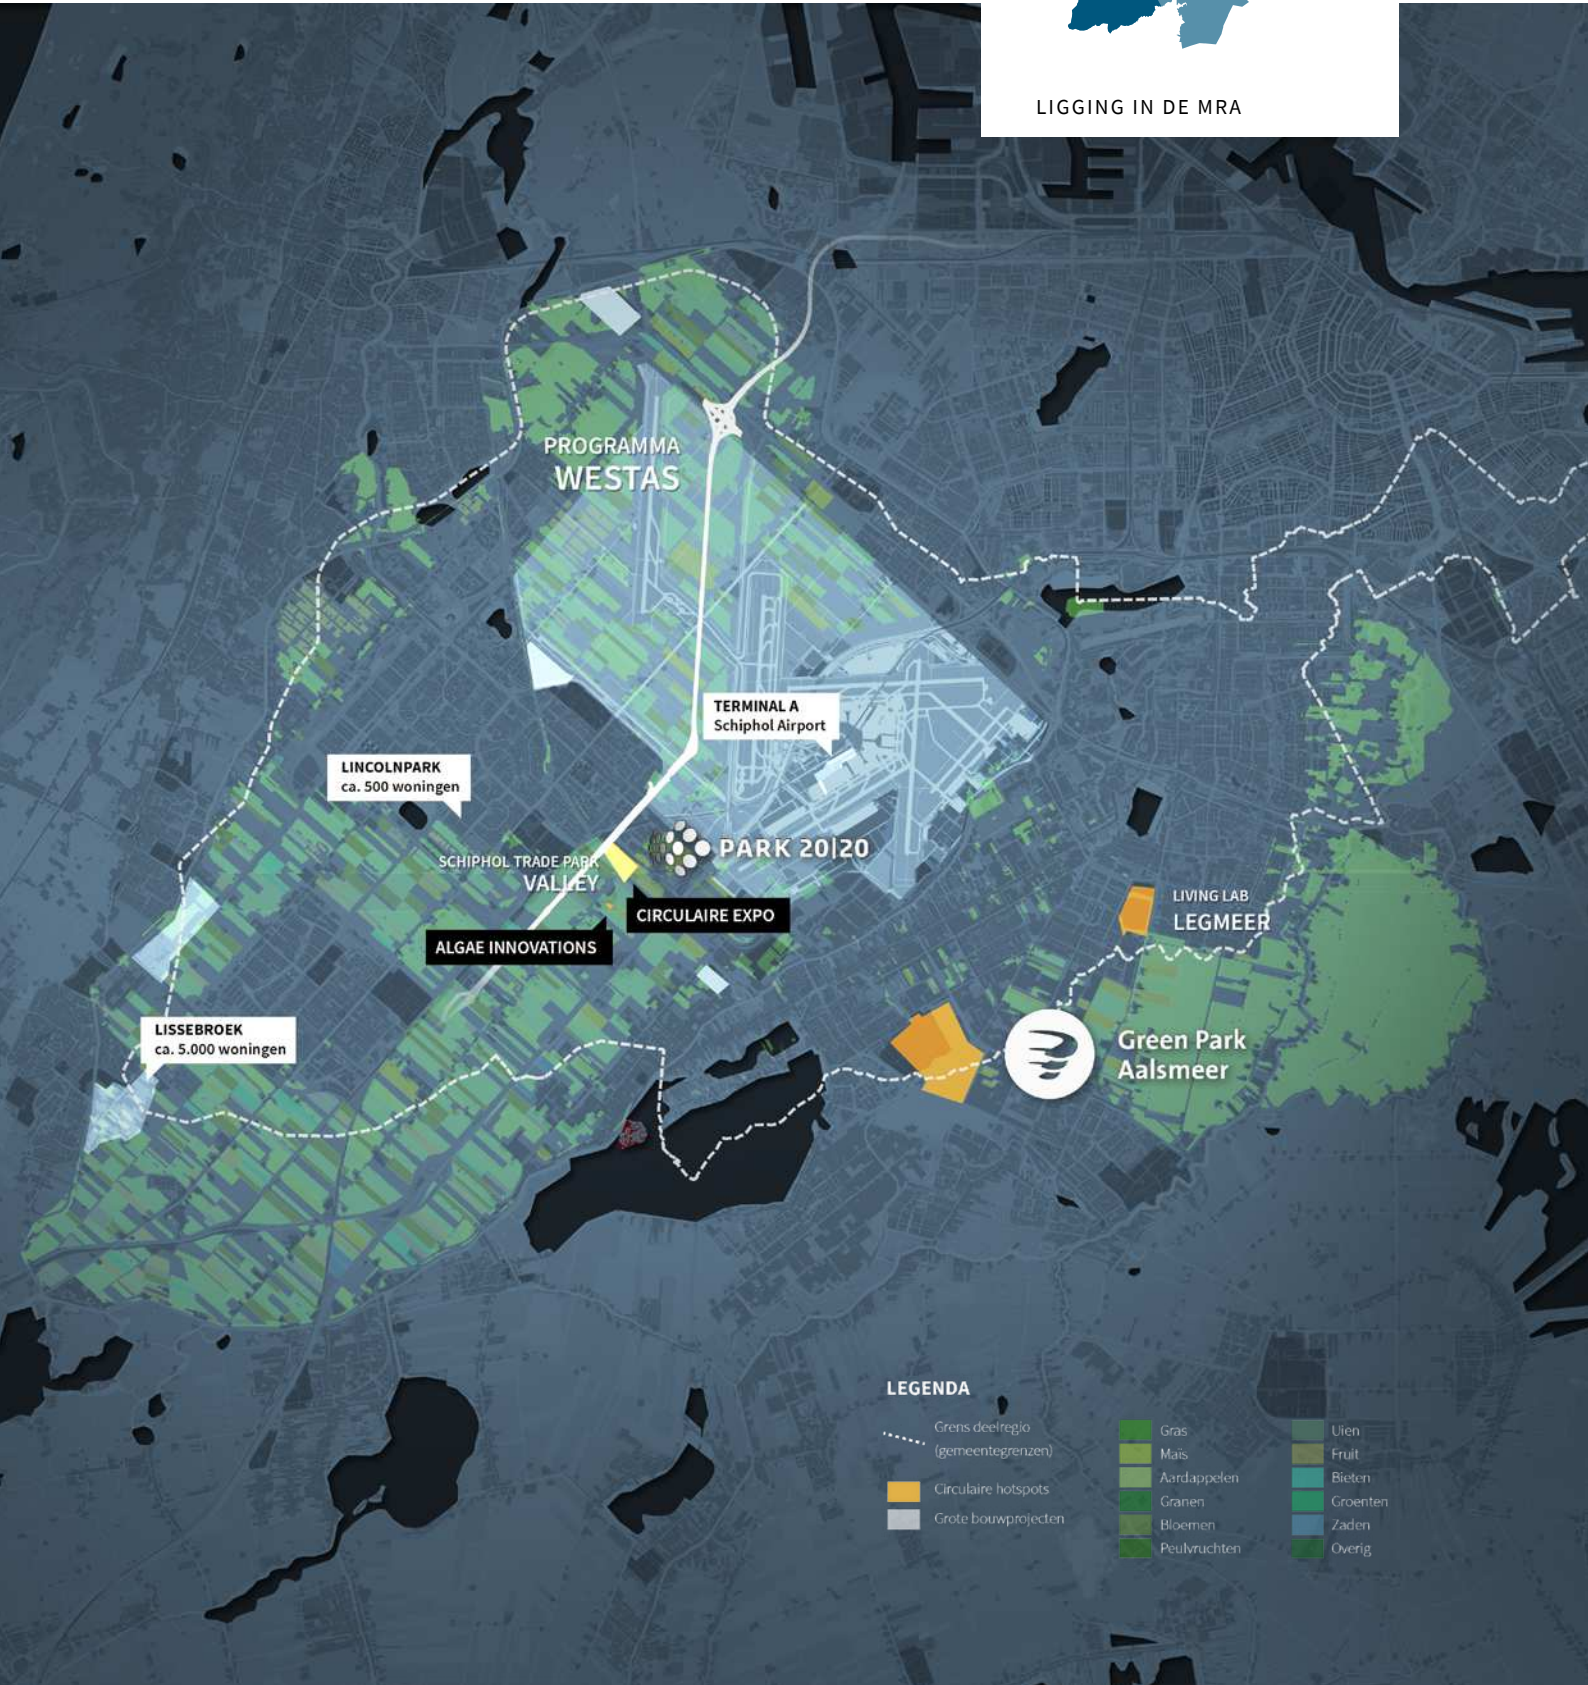 LIGGING IN DE MRA
PROGRAMMA
WESTAS
TERMINAL A
Schiphol Airport
LINCOLNPARK
ca. 500 woningen
PARK 20|20
SCHIPHOL TRADE PARK
VALLEY
CIRCULAIRE EXPO
ALGAE INNOVATIONS
LIVING LAB
LEGMEER
LISSEBROEK
ca. 5.000 woningen
Green Park
Aalsmeer
LEGENDA
Grens deelregio
(gemeentegrenzen)
Circulaire hotspots
Grote bouwprojecten
Gras
Maïs
Aardappelen
Granen
Bloemen
Peulvruchten
Uien
Fruit
Bieten
Groenten
Zaden
Overig